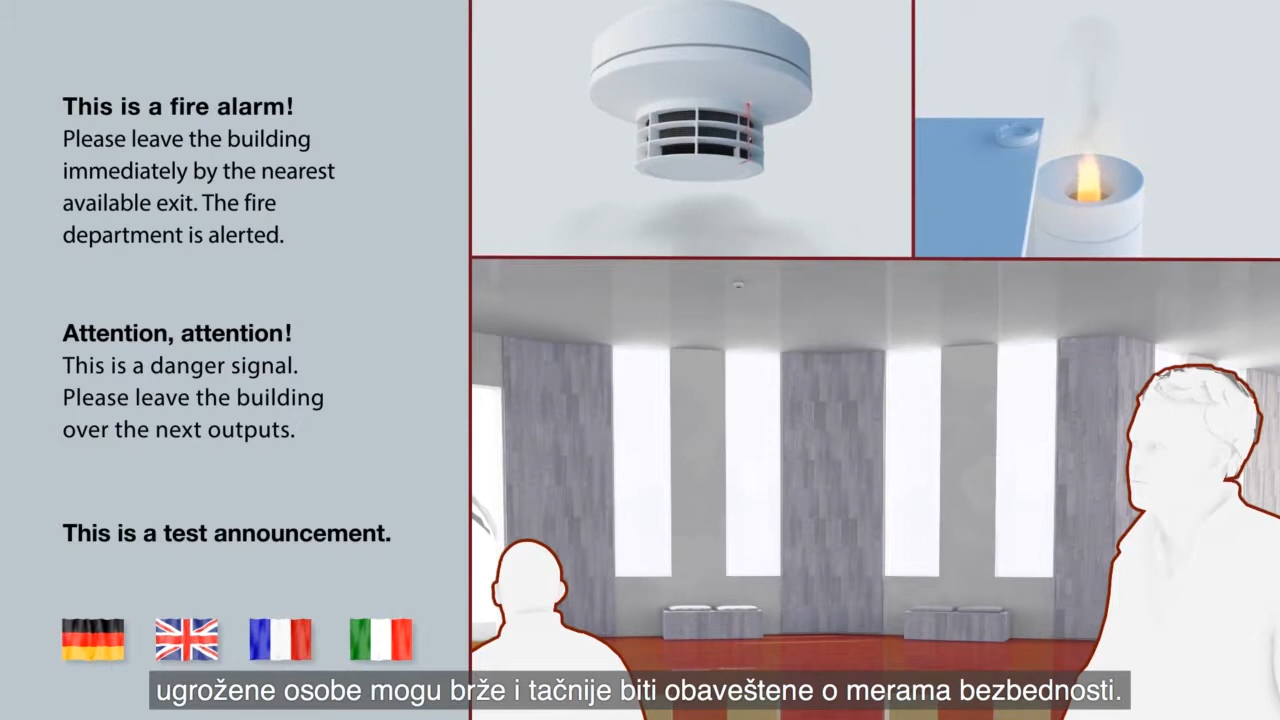 This is a fire alarm!
Please leave the building
immediately by the nearest
available exit. The fire
department is alerted.
Attention, attention!
This is a danger signal.
Please leave the building
over the next outputs.
This is a test announcement.
ugrožene osobe mogu brže i tačnije biti obaveštene o merama bezbednosti.